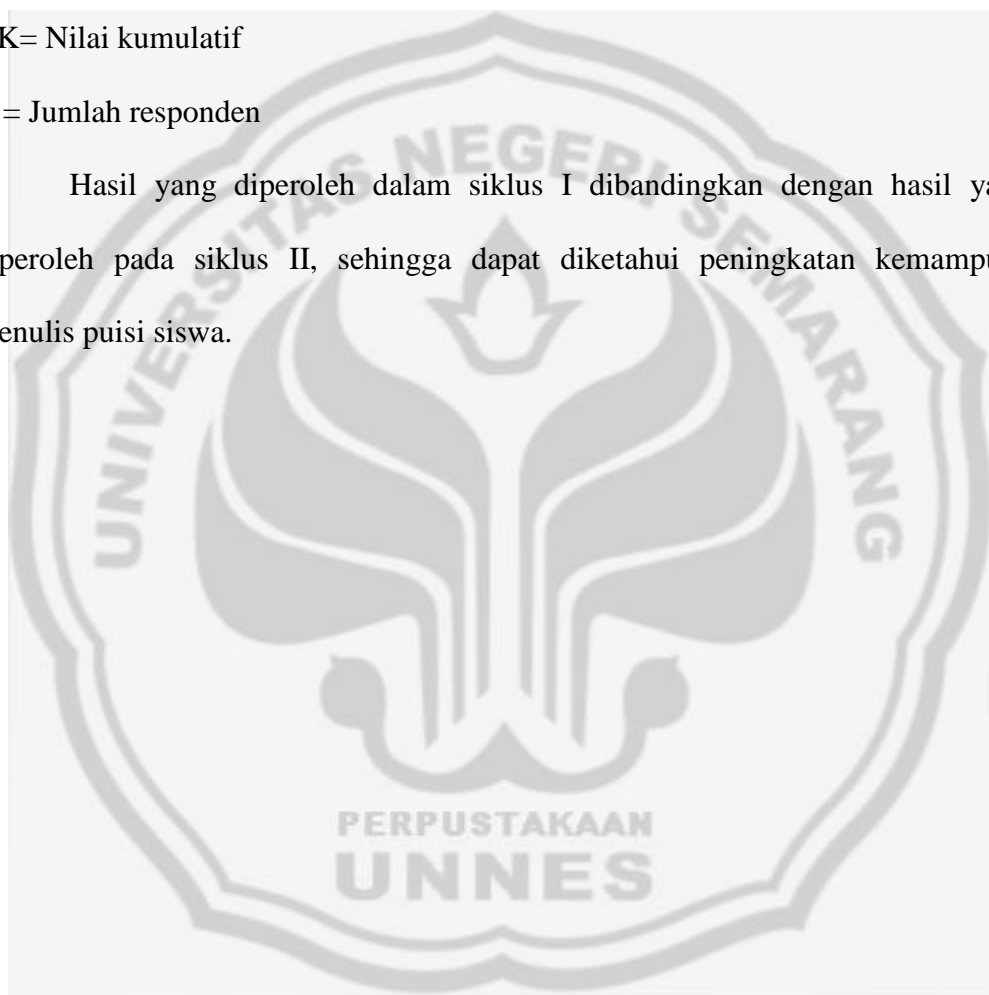 K= Nilai kumulatif
= Jumlah responden
Hasil yang diperoleh dalam siklus I dibandingkan dengan hasil ya
peroleh pada siklus II, sehingga dapat diketahui peningkatan kemampu
enulis puisi siswa.
UNIVERSITAS NEGERI SEMARANG
PERPUSTAKAAN
UNNES